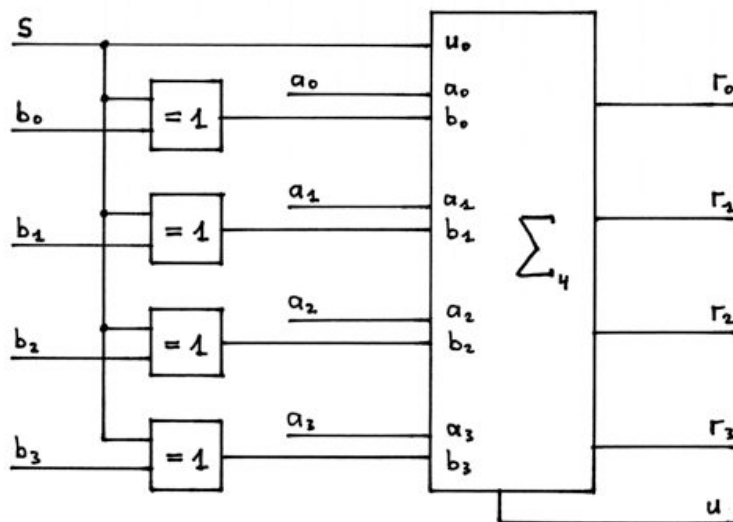 S u₀
a₀ a₀ r₀
b₀ = 1 b₀
a₁ a₁ r₁
b₁ = 1 b₁
∑₄
a₂ a₂ r₂
b₂ = 1 b₂
a₃ a₃ r₃
b₃ = 1 b₃
u